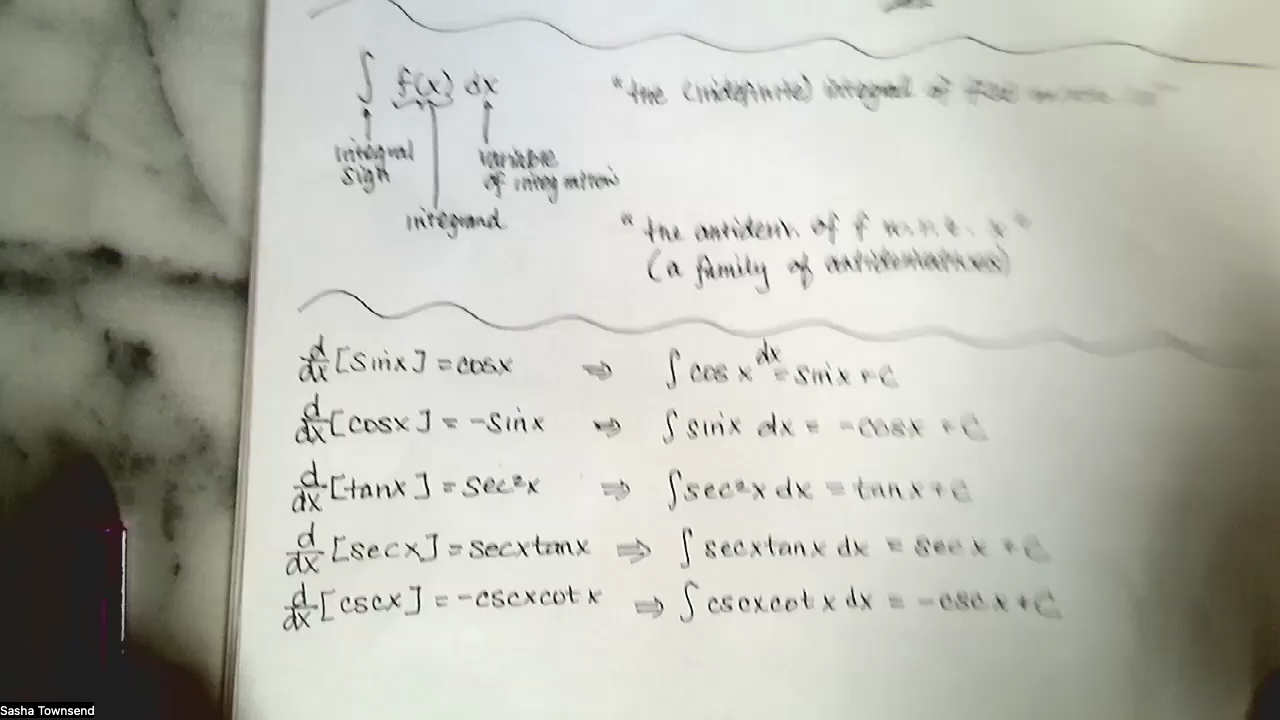 ∫ f(x) dx
"the (indefinite) integral of f(x)
integral sign
variable of integration
integrand
"the antideriv. of f w.r.t. x"
(a family of antiderivatives)
d/dx [sinx] = cosx ⇒ ∫ cos x dx = sinx + C
d/dx [cosx] = -sinx ⇒ ∫ sinx dx = -cosx + C
d/dx [tanx] = sec²x ⇒ ∫ sec²x dx = tanx + C
d/dx [secx] = secxtanx ⇒ ∫ secxtanx dx = secx + C
d/dx [cscx] = -cscxcotx ⇒ ∫ cscxcotx dx = -cscx + C
Sasha Townsend